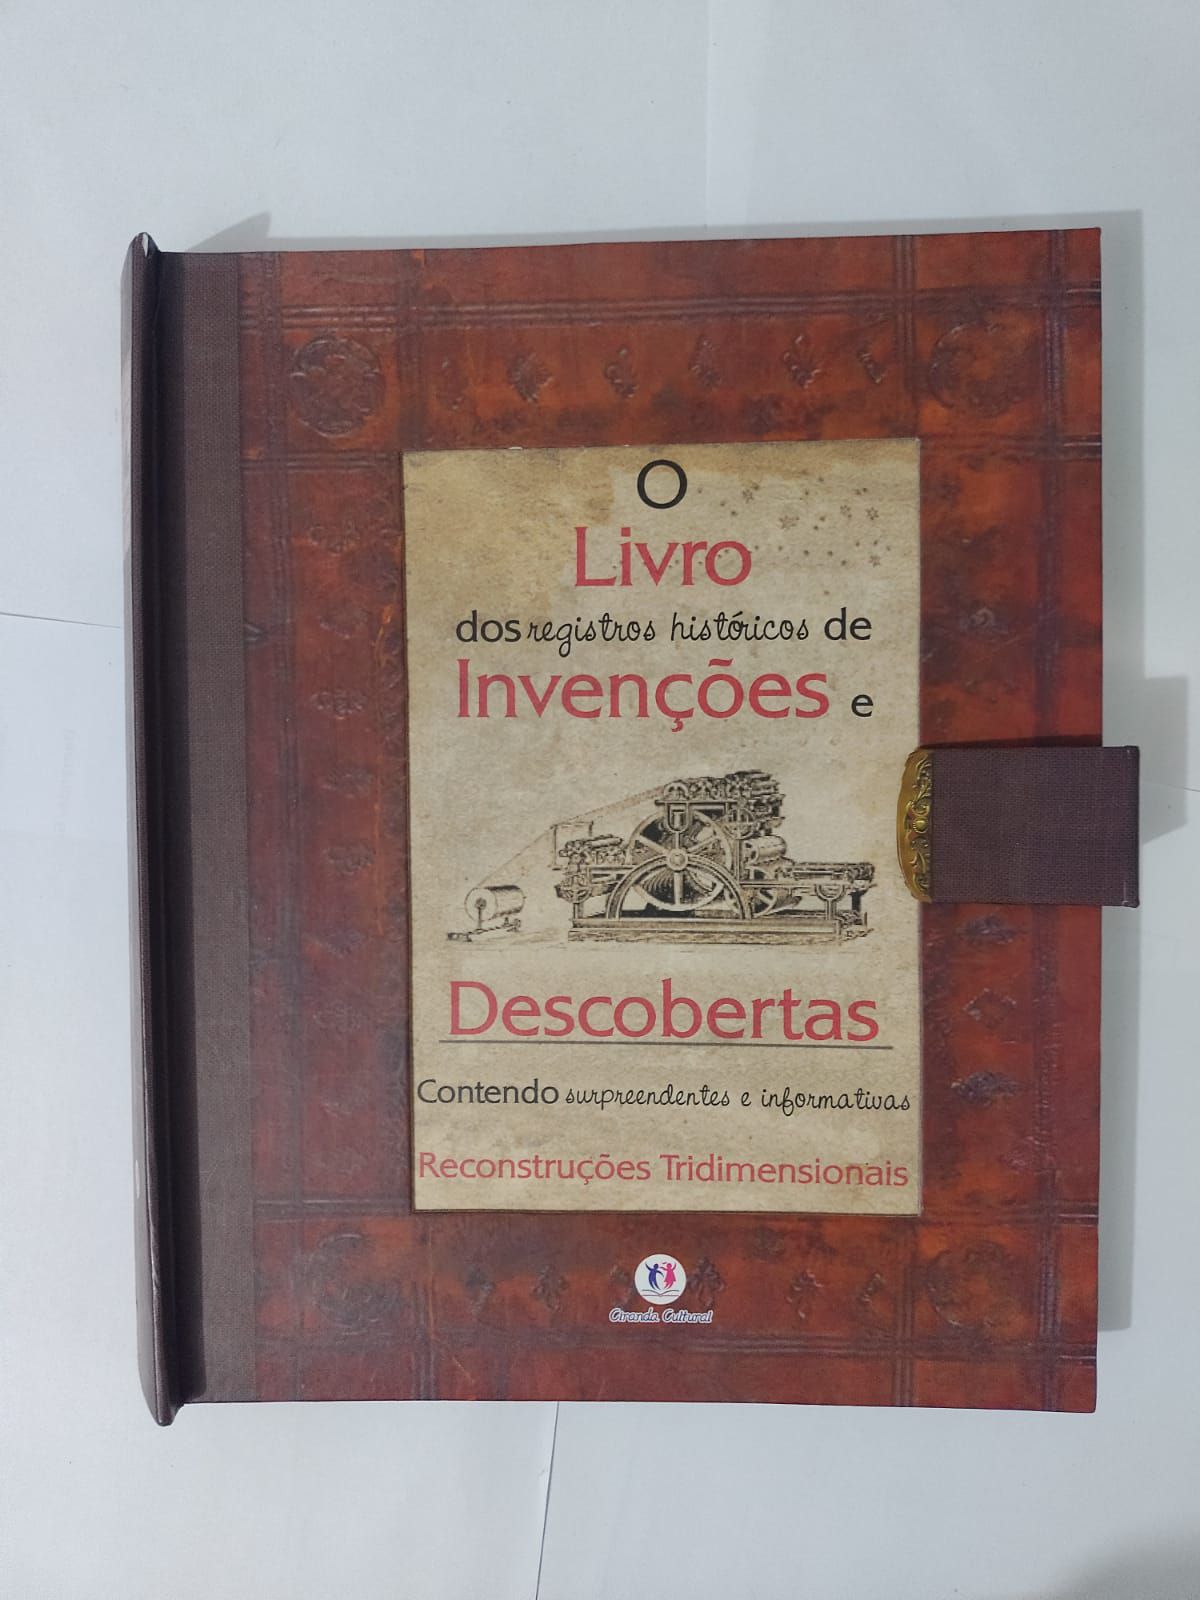 O
Livro
dos registros históricos de
Invenções e
Descobertas
Contendo surpreendentes e informativas
Reconstruções Tridimensionais
Ciranda Cultural